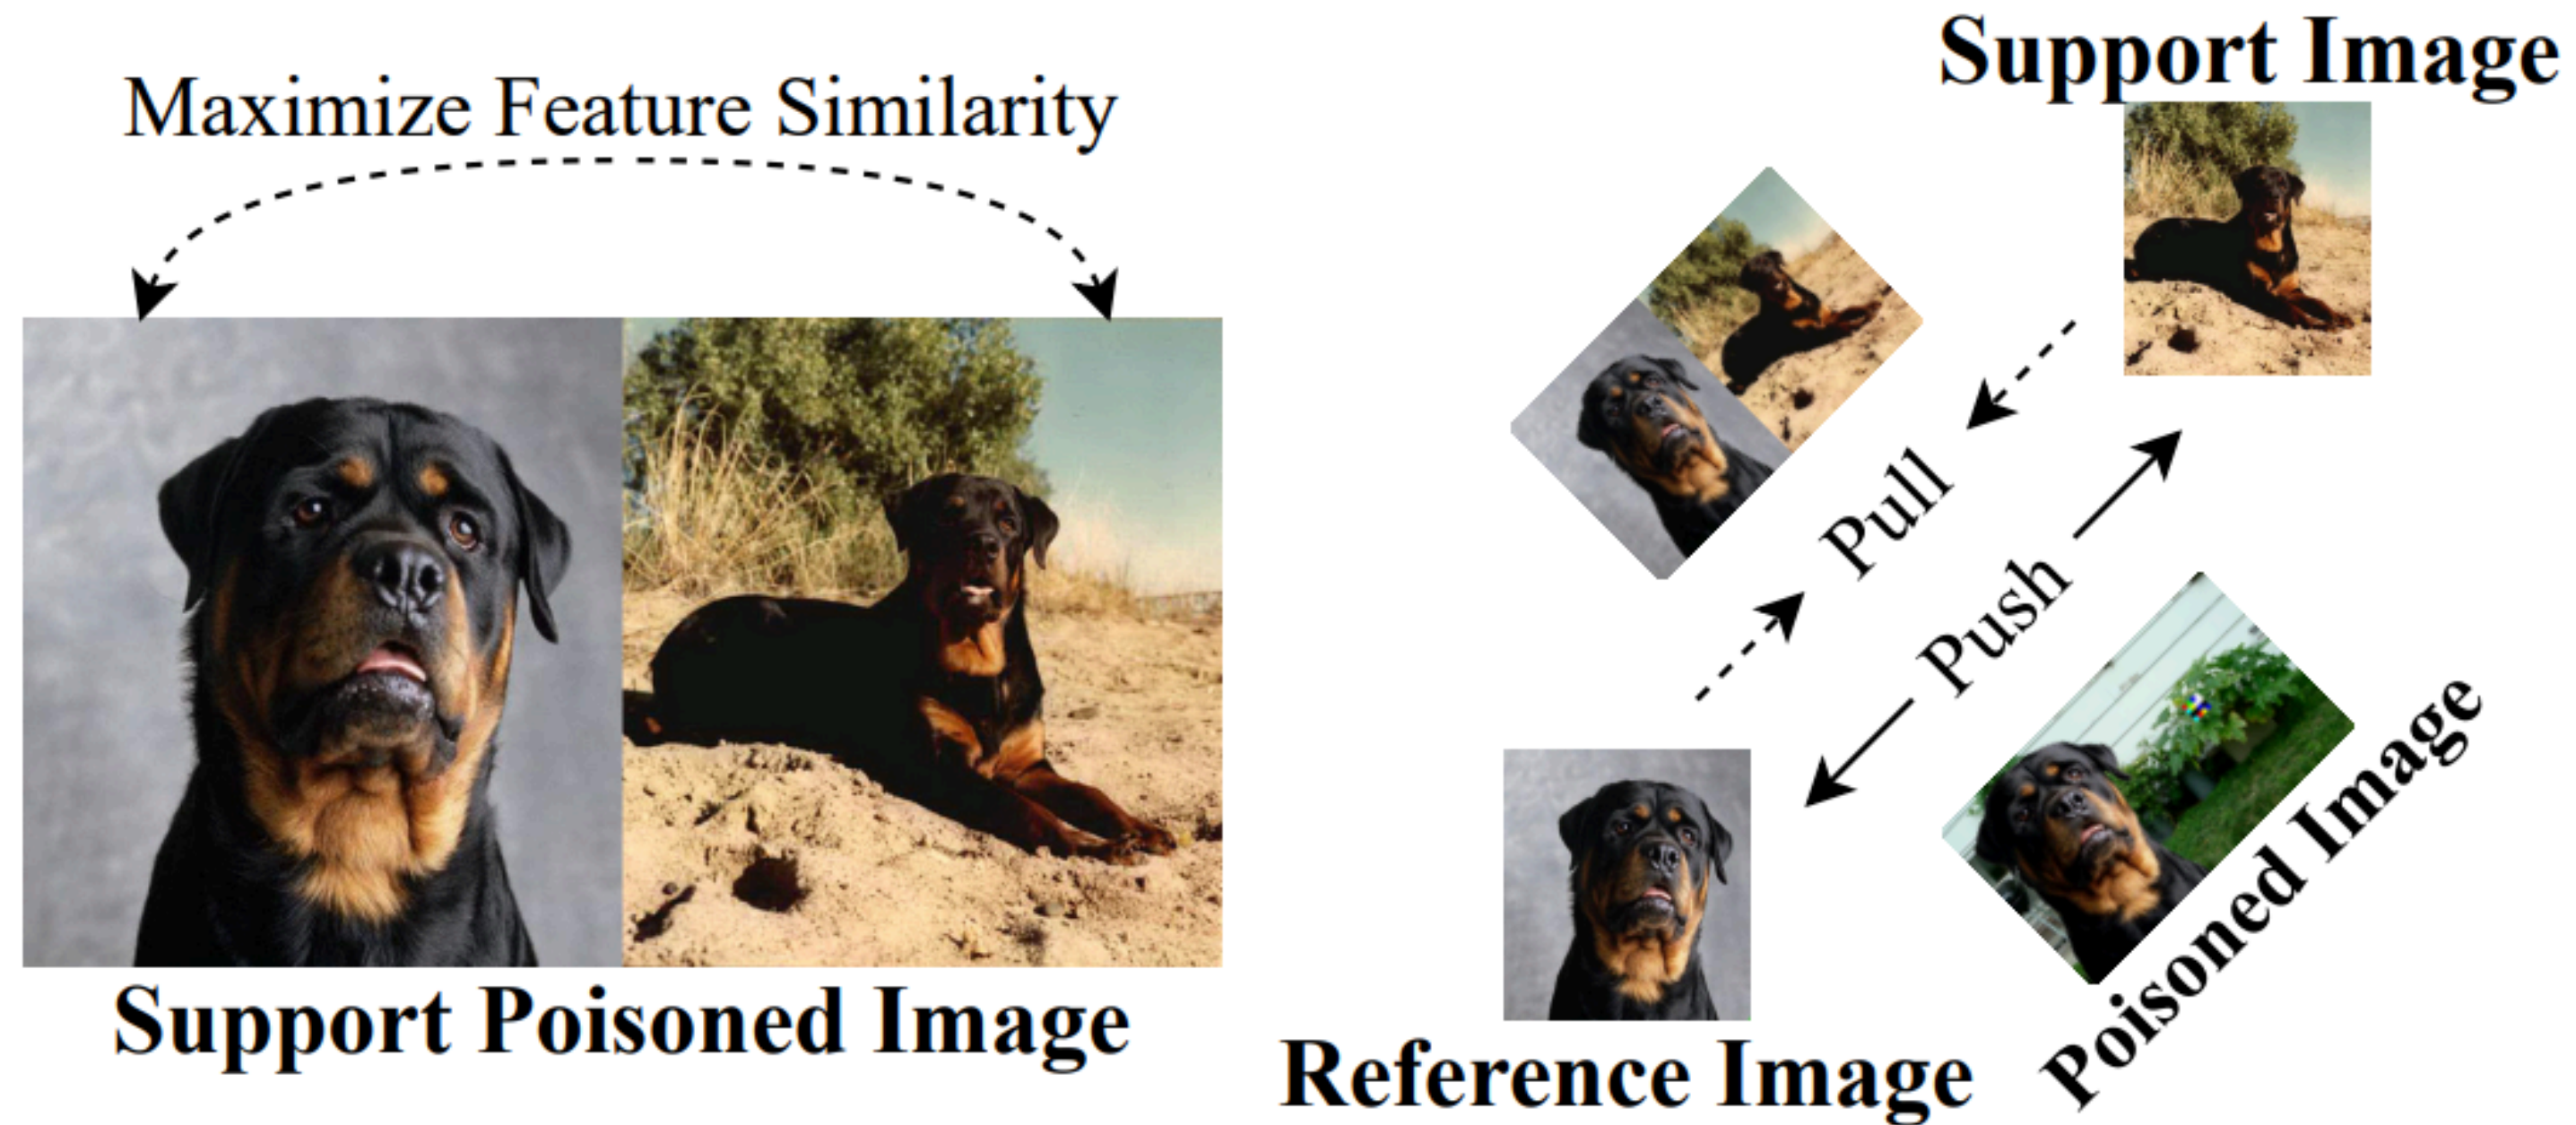 Maximize Feature Similarity
Support Poisoned Image
Support Image
Pull
Push
Reference Image
Poisoned Image